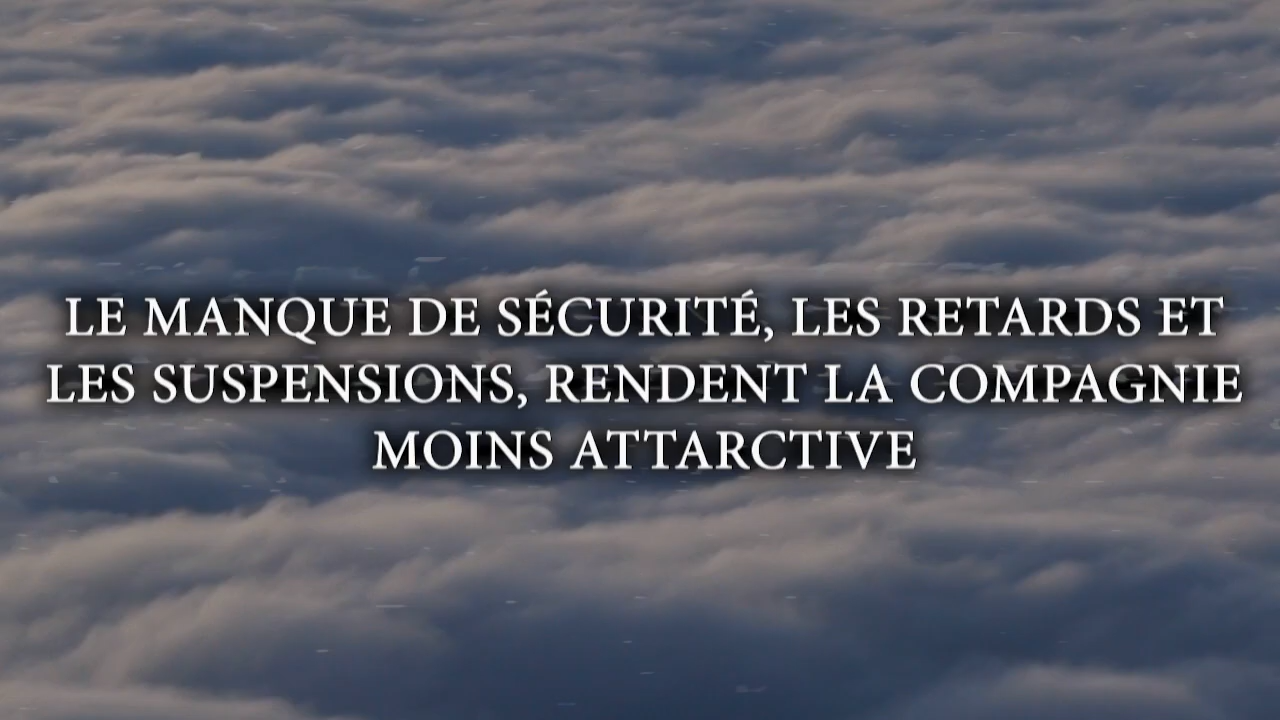 LE MANQUE DE SÉCURITÉ, LES RETARDS ET
LES SUSPENSIONS, RENDENT LA COMPAGNIE
MOINS ATTARCTIVE